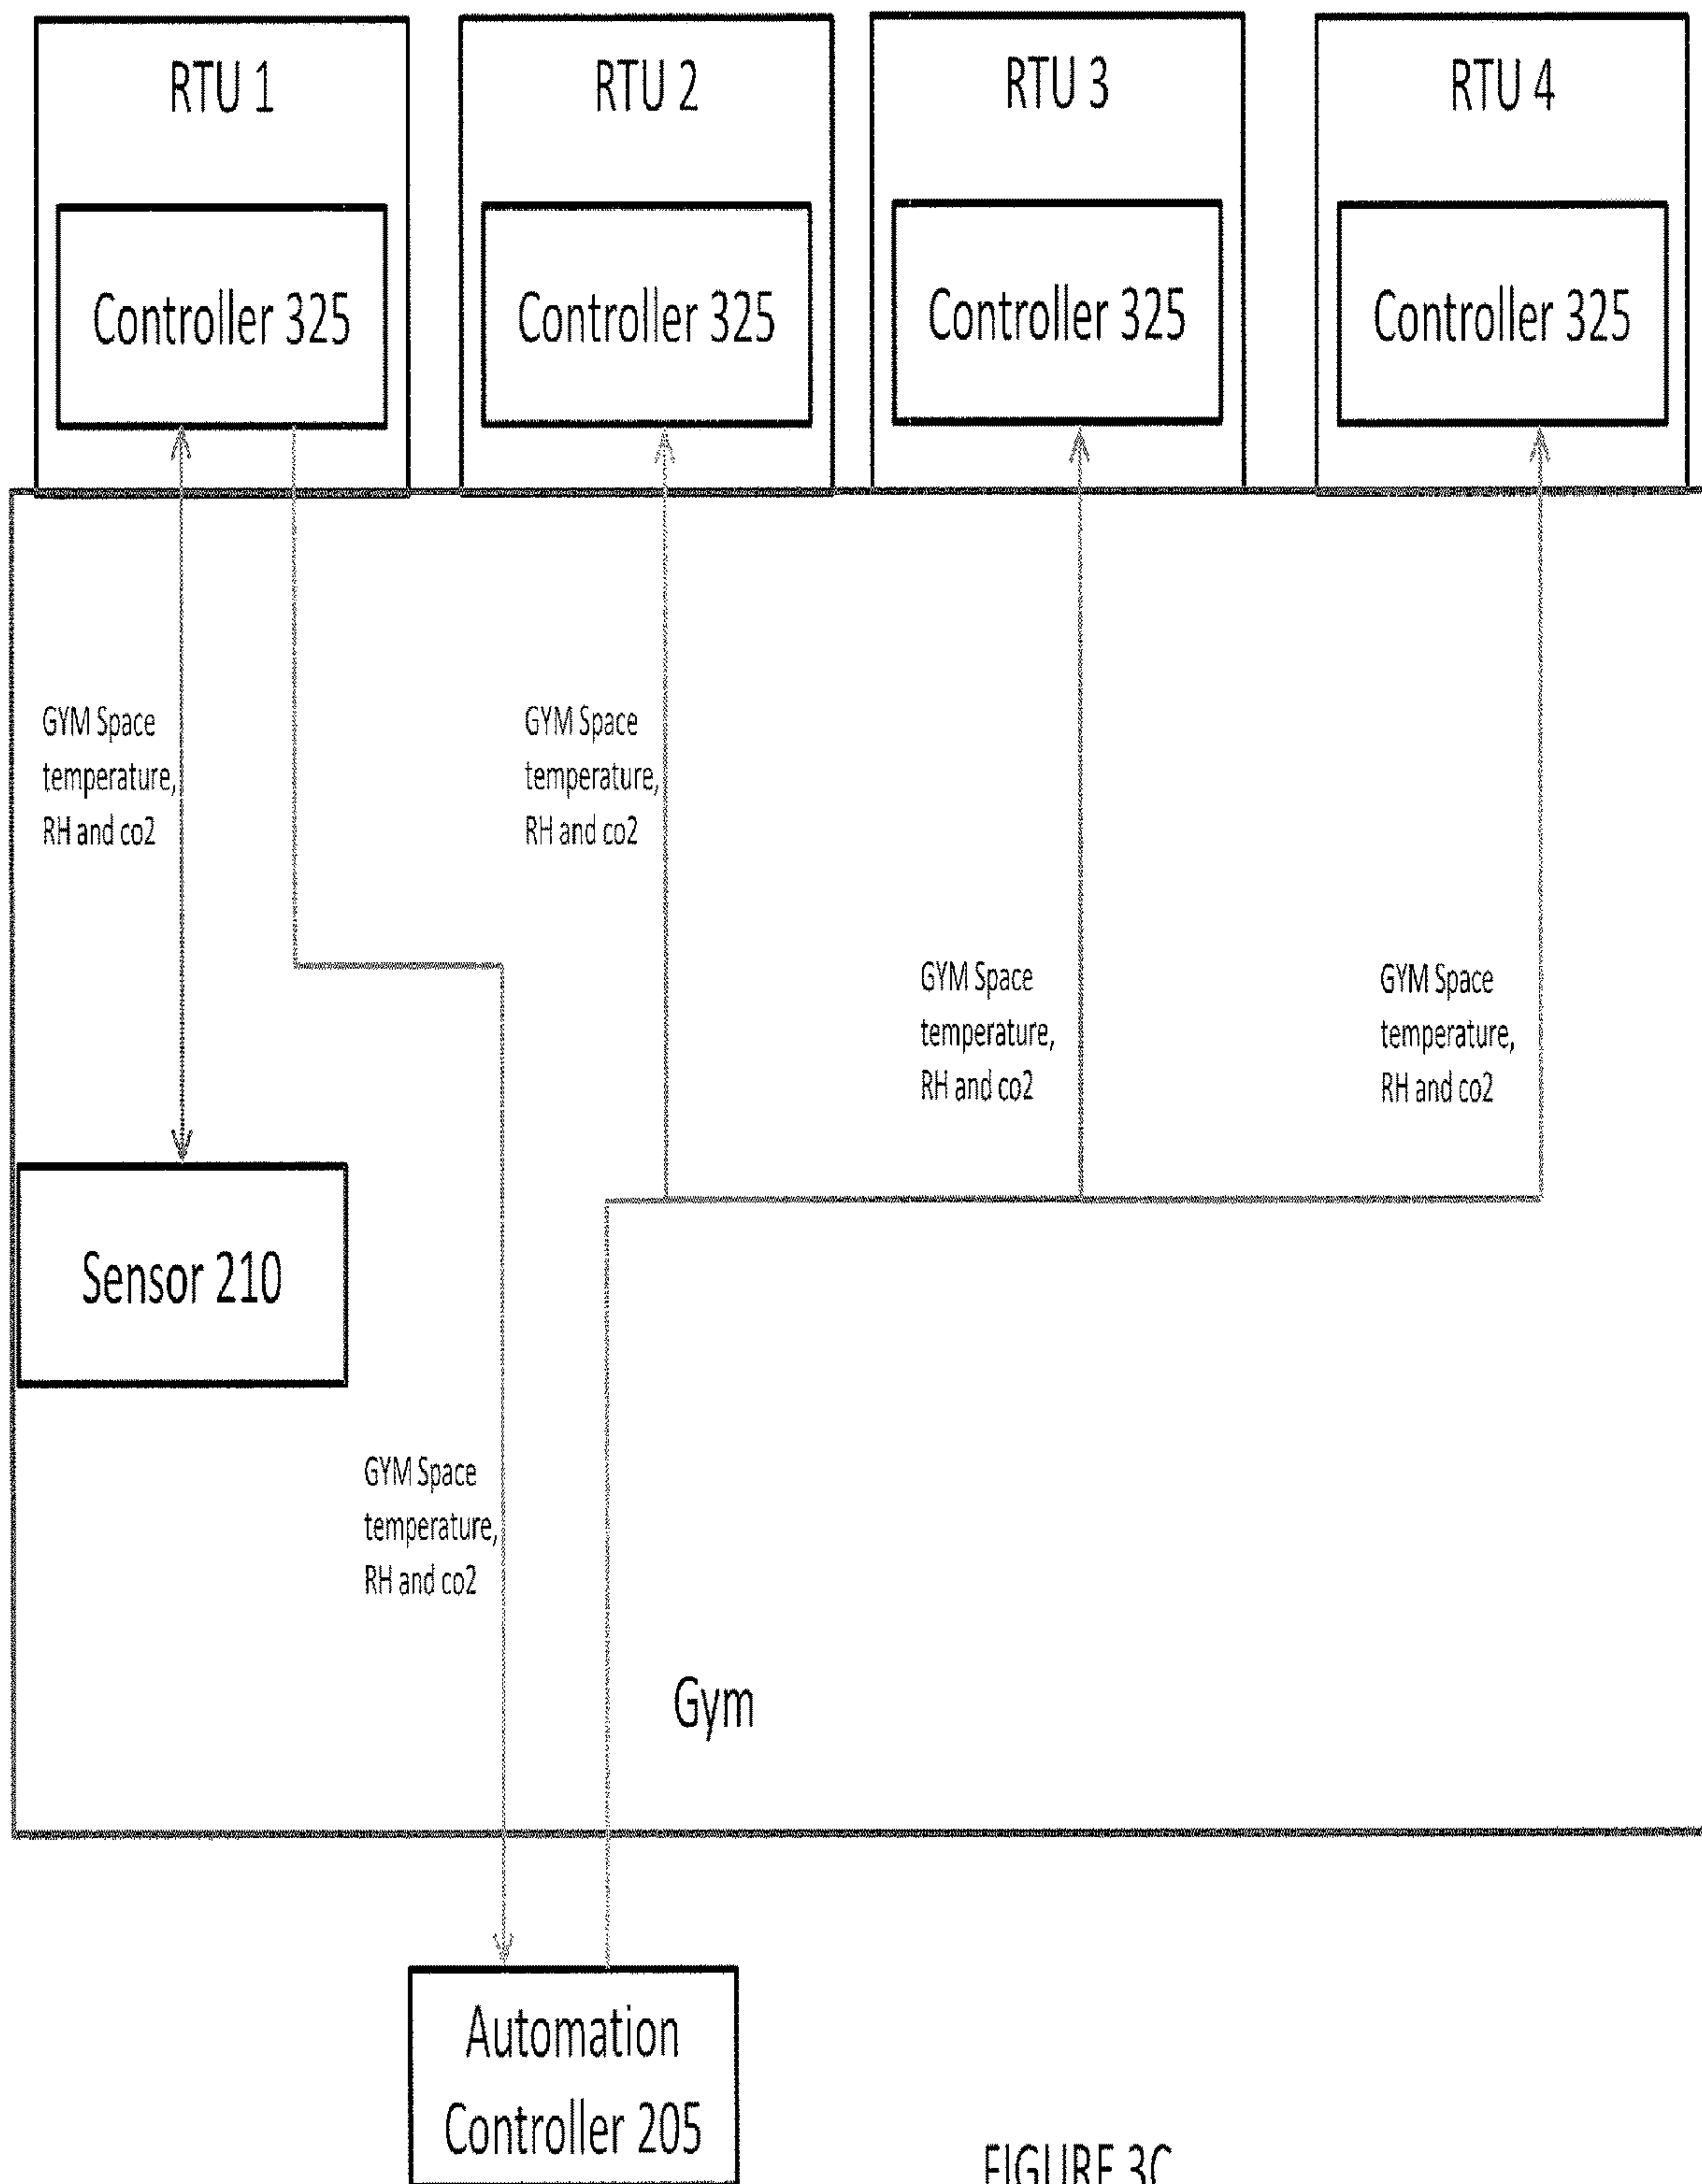 RTU 1
RTU 2
RTU 3
RTU 4
Controller 325
Controller 325
Controller 325
Controller 325
GYM Space
temperature,
RH and co2
GYM Space
temperature,
RH and co2
GYM Space
temperature,
RH and co2
GYM Space
temperature,
RH and co2
Sensor 210
GYM Space
temperature,
RH and co2
Gym
Automation
Controller 205
FIGURE 3C